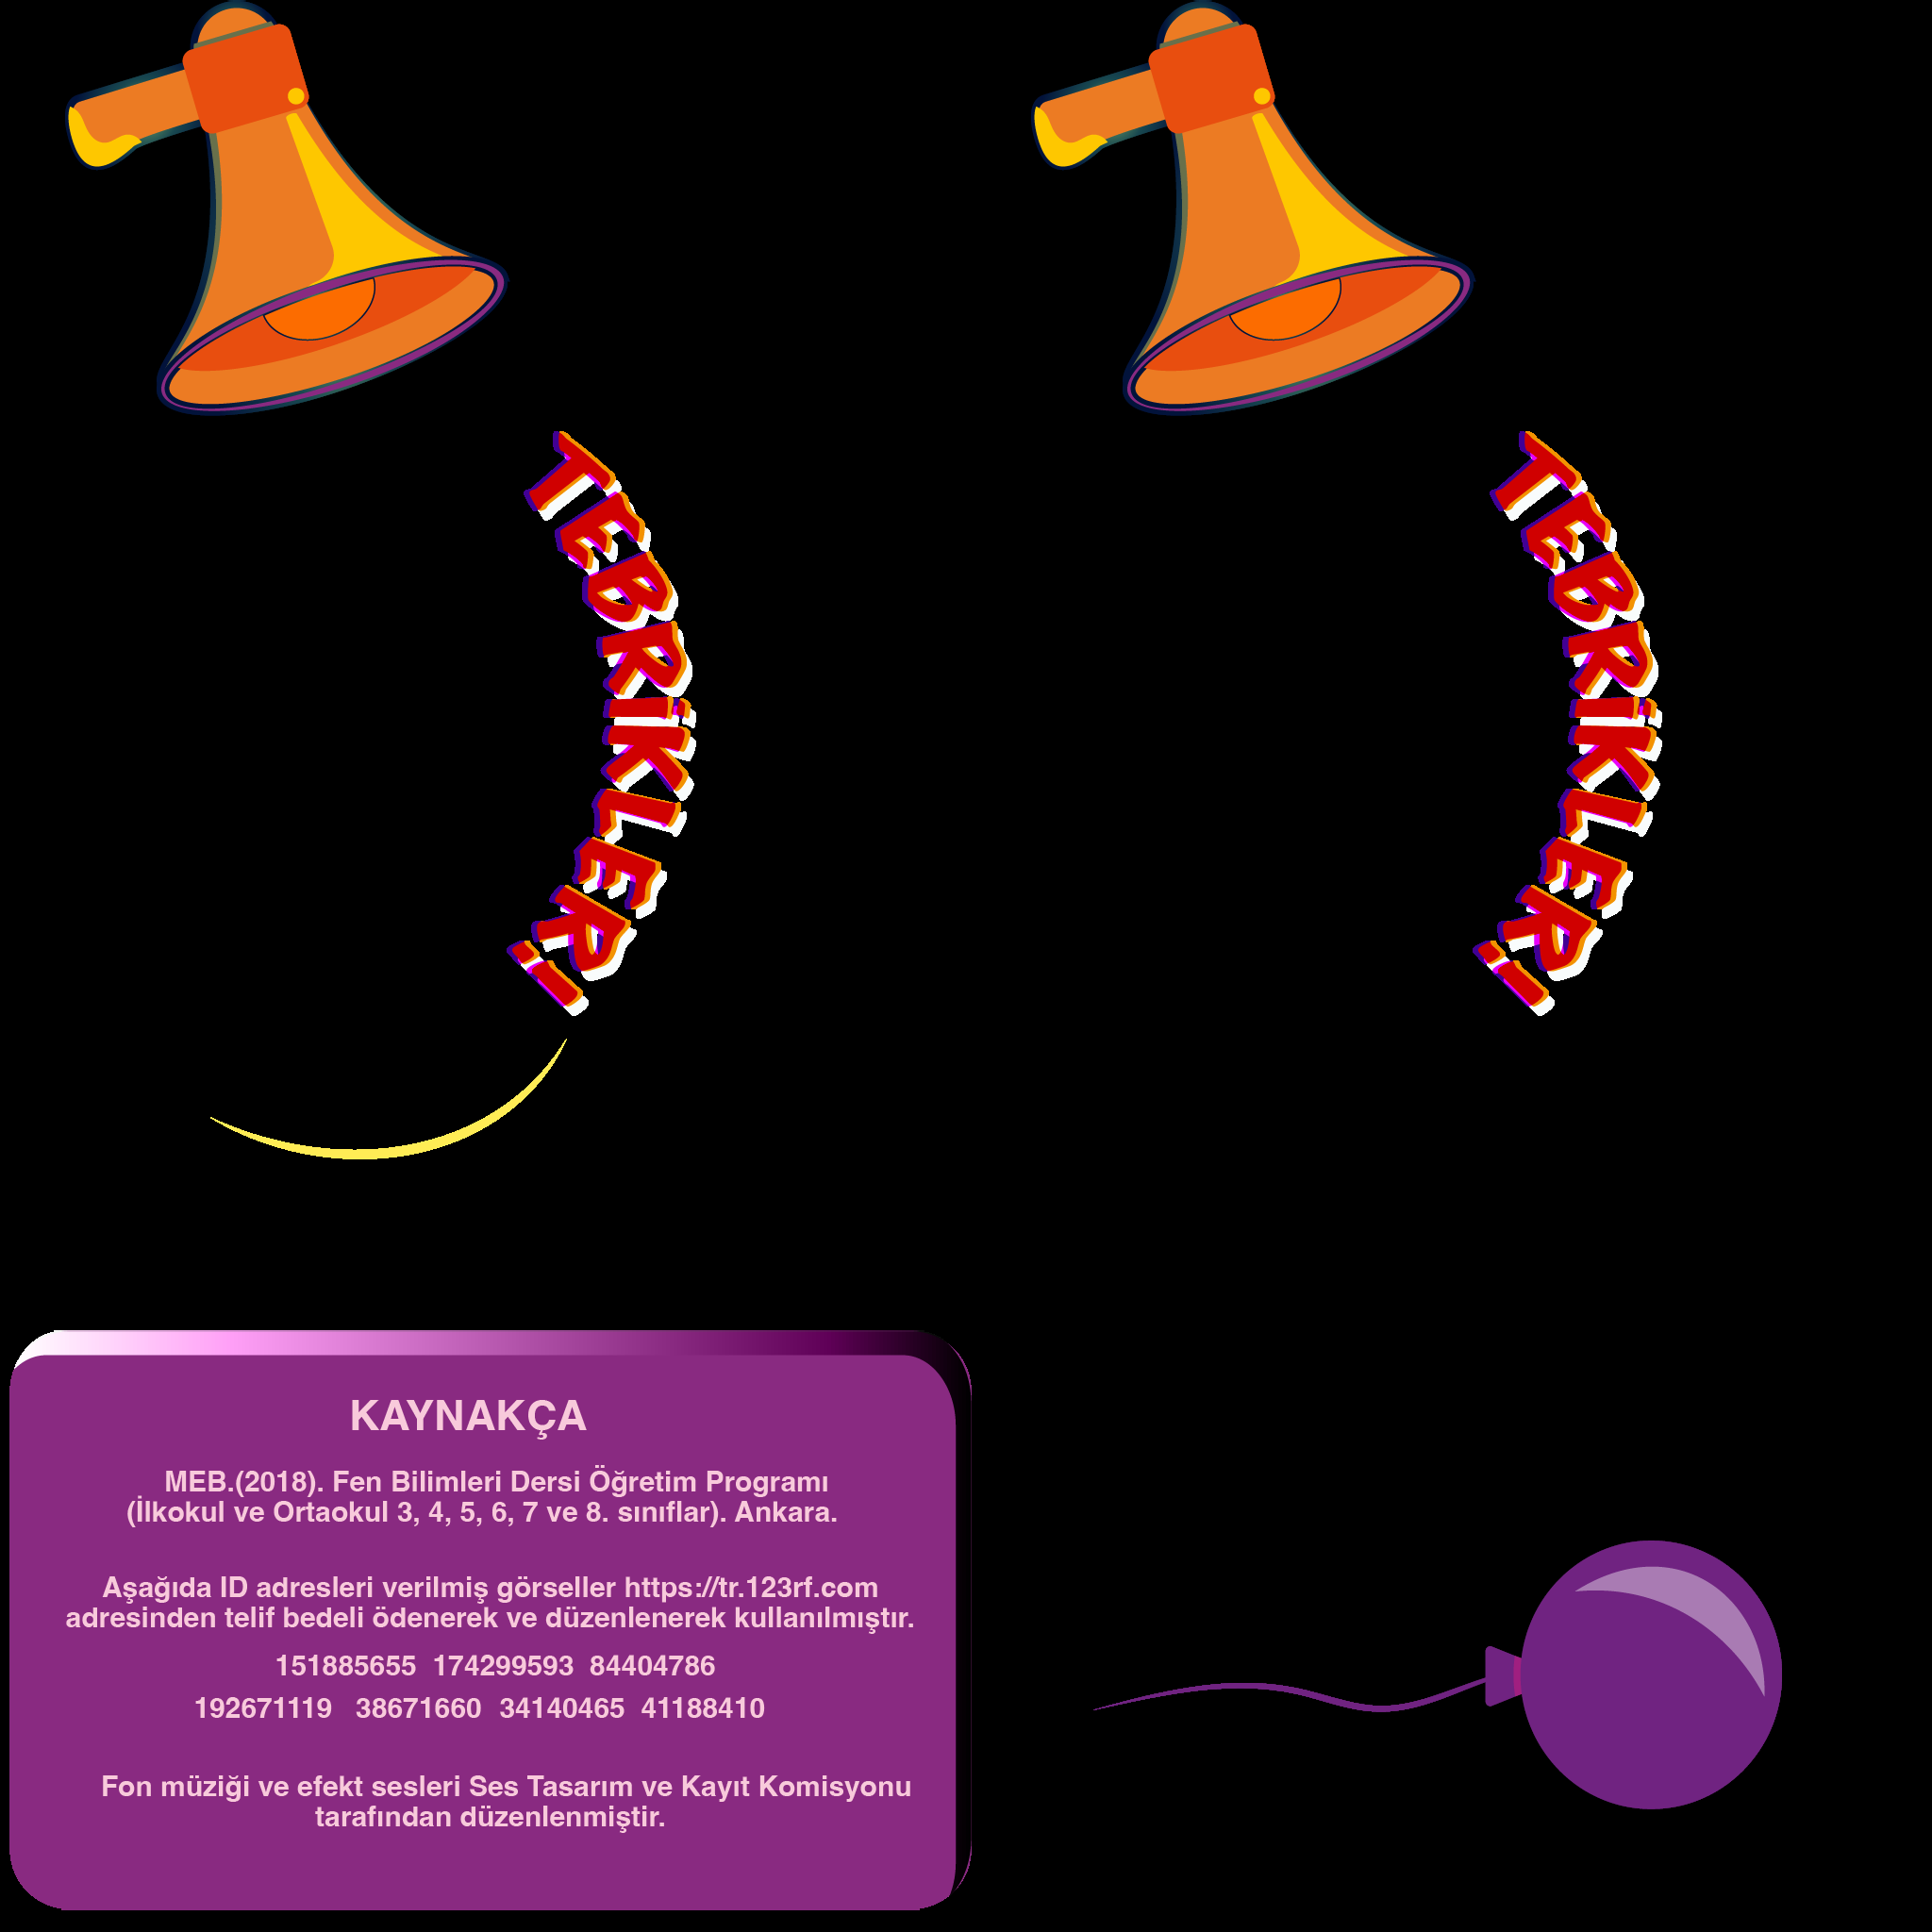 TEBRİKLER!
TEBRİKLER!
KAYNAKÇA
MEB.(2018). Fen Bilimleri Dersi Öğretim Programı
(İlkokul ve Ortaokul 3, 4, 5, 6, 7 ve 8. sınıflar). Ankara.
Aşağıda ID adresleri verilmiş görseller https://tr.123rf.com
adresinden telif bedeli ödenerek ve düzenlenerek kullanılmıştır.
151885655 174299593 84404786
192671119 38671660 34140465 41188410
Fon müziği ve efekt sesleri Ses Tasarım ve Kayıt Komisyonu
tarafından düzenlenmiştir.